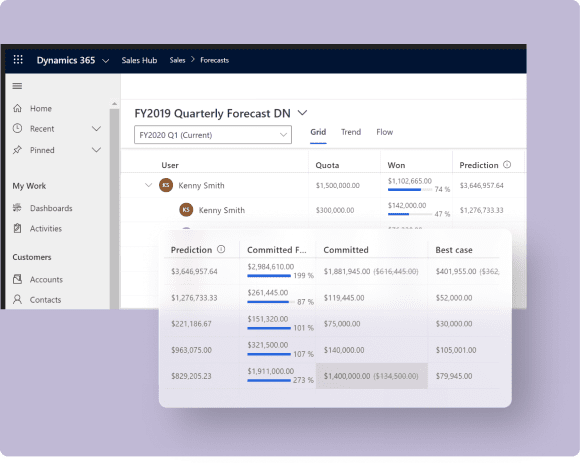 Dynamics 365 Sales Hub Sales > Forecasts
Home
Recent
Pinned
My Work
Dashboards
Activities
Customers
Accounts
Contacts
FY2019 Quarterly Forecast DN
FY2020 Q1 (Current)
Grid Trend Flow
User Quota Won Prediction
KS Kenny Smith $1,500,000.00 $1,102,665.00 74 % $3,646,957.64
KS Kenny Smith $300,000.00 $142,000.00 47 % $1,276,733.33
Prediction Committed F... Committed Best case
$3,646,957.64 $2,984,610.00 199 % $1,881,945.00 ($616,445.00) $401,955.00 ($362,
$1,276,733.33 $261,445.00 87 % $119,445.00 $52,000.00
$221,186.67 $151,320.00 101 % $75,000.00 $30,000.00
$963,075.00 $321,500.00 107 % $140,000.00 $105,001.00
$829,205.23 $1,911,000.00 273 % $1,400,000.00 ($134,500.00) $79,945.00